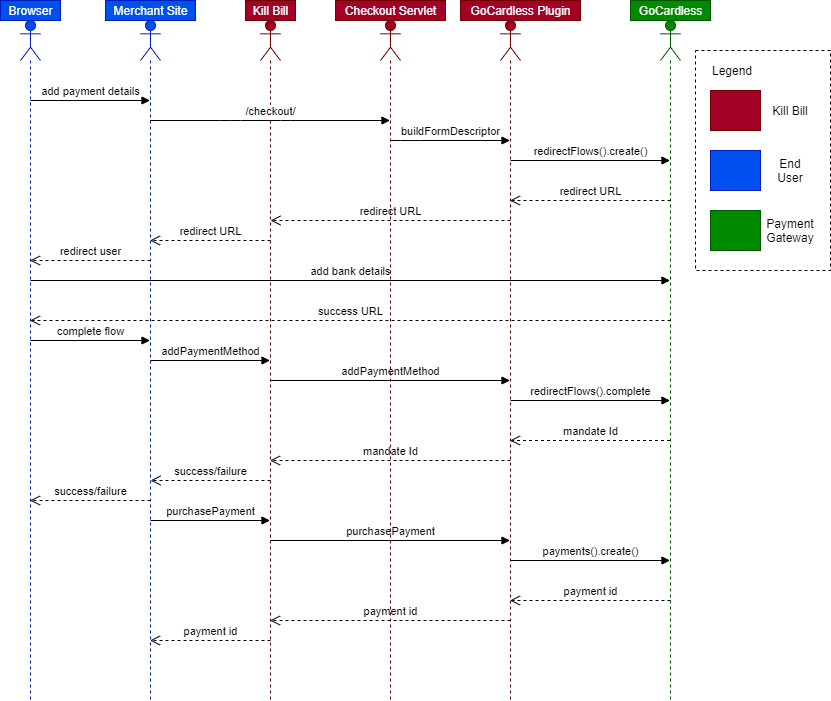 Browser
Merchant Site
Kill Bill
Checkout Servlet
GoCardless Plugin
GoCardless
Legend
Kill Bill
End
User
Payment
Gateway
add payment details
/checkout/
buildFormDescriptor
redirectFlows().create()
redirect URL
redirect URL
redirect URL
redirect user
add bank details
success URL
complete flow
addPaymentMethod
addPaymentMethod
redirectFlows().complete
mandate Id
mandate Id
success/failure
success/failure
purchasePayment
purchasePayment
payments().create()
payment id
payment id
payment id